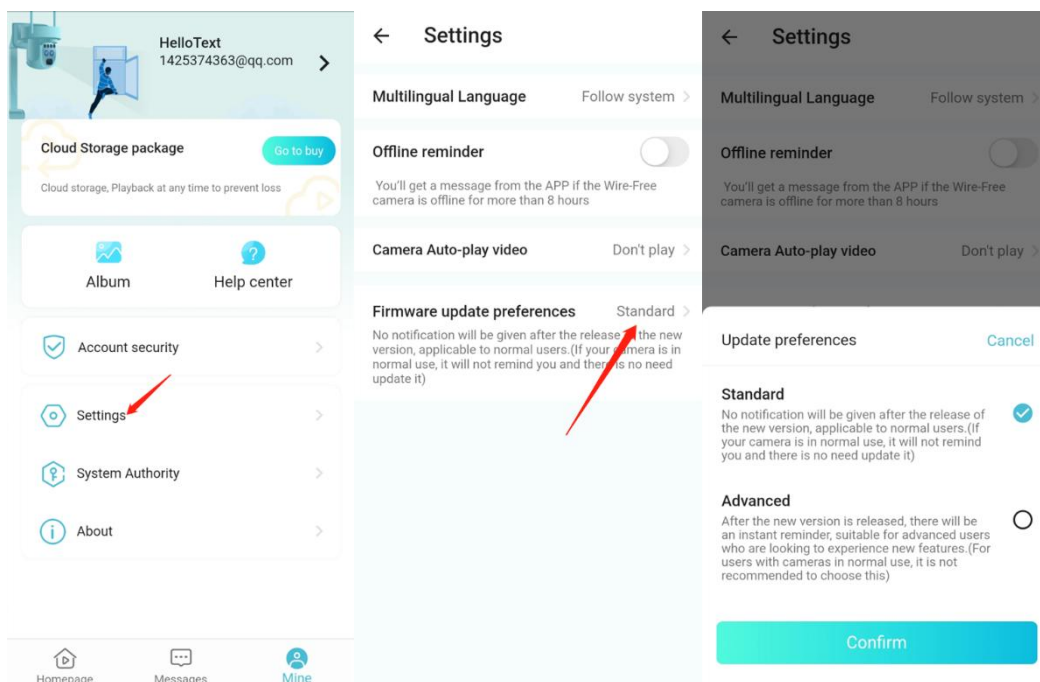 HelloText
1425374363@qq.com
Cloud Storage package
Go to buy
Cloud storage, Playback at any time to prevent loss
Album
Help center
Account security
Settings
System Authority
About
Homepage
Messages
Mine
Settings
Multilingual Language
Follow system
Offline reminder
You'll get a message from the APP if the Wire-Free
camera is offline for more than 8 hours
Camera Auto-play video
Don't play
Firmware update preferences
Standard
No notification will be given after the release of the new
version, applicable to normal users.(If your camera is in
normal use, it will not remind you and there is no need
update it)
Settings
Multilingual Language
Follow system
Offline reminder
You'll get a message from the APP if the Wire-Free
camera is offline for more than 8 hours
Camera Auto-play video
Don't play
Update preferences
Cancel
Standard
No notification will be given after the release of
the new version, applicable to normal users.(If
your camera is in normal use, it will not remind
you and there is no need update it)
Advanced
After the new version is released, there will be
an instant reminder, suitable for advanced users
who are looking to experience new features.(For
users with cameras in normal use, it is not
recommended to choose this)
Confirm